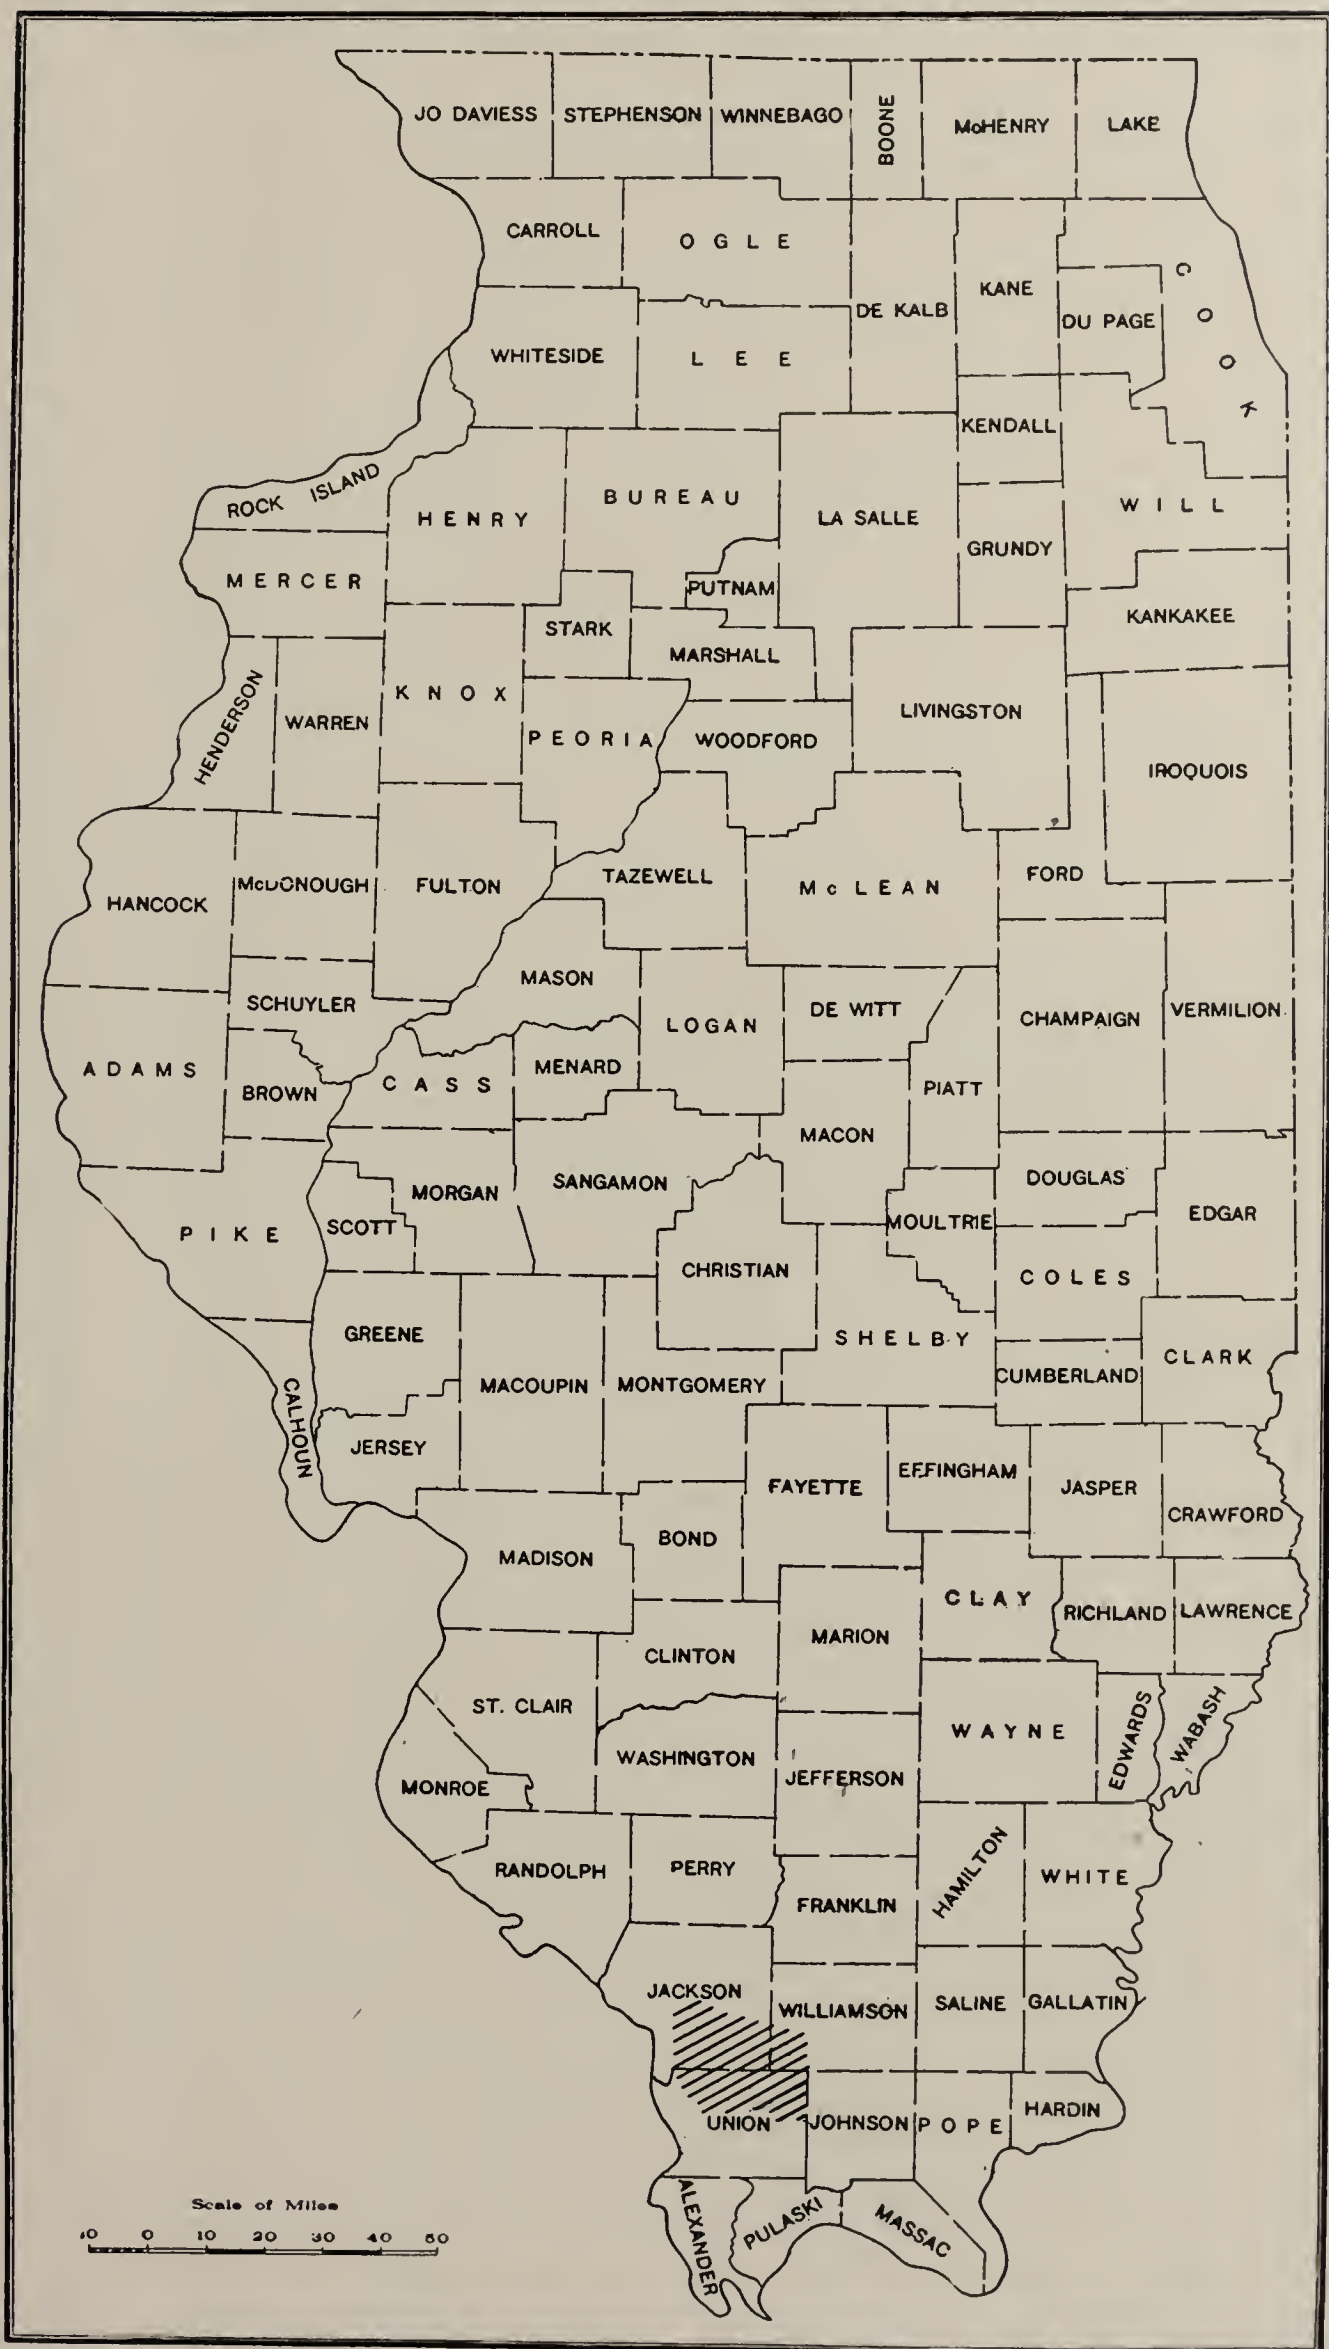 JO DAVIESS
STEPHENSON
WINNEBAGO
BOONE
McHENRY
LAKE
CARROLL
OGLE
DE KALB
KANE
COOK
DU PAGE
WHITESIDE
LEE
KENDALL
ROCK ISLAND
HENRY
BUREAU
LA SALLE
GRUNDY
WILL
MERCER
PUTNAM
KANKAKEE
STARK
MARSHALL
HENDERSON
WARREN
KNOX
PEORIA
WOODFORD
LIVINGSTON
IROQUOIS
HANCOCK
McDONOUGH
FULTON
TAZEWELL
McLEAN
FORD
SCHUYLER
MASON
LOGAN
DE WITT
CHAMPAIGN
VERMILION
ADAMS
BROWN
CASS
MENARD
PIATT
MACON
PIKE
SCOTT
MORGAN
SANGAMON
CHRISTIAN
MOULTRIE
DOUGLAS
EDGAR
COLES
GREENE
MACOUPIN
MONTGOMERY
SHELBY
CUMBERLAND
CLARK
CALHOUN
JERSEY
FAYETTE
EFFINGHAM
JASPER
CRAWFORD
MADISON
BOND
CLAY
RICHLAND
LAWRENCE
MARION
CLINTON
ST. CLAIR
WASHINGTON
WAYNE
EDWARDS
WABASH
MONROE
JEFFERSON
RANDOLPH
PERRY
FRANKLIN
HAMILTON
WHITE
JACKSON
WILLIAMSON
SALINE
GALLATIN
UNION
JOHNSON
POPE
HARDIN
ALEXANDER
PULASKI
MASSAC
Scale of Miles
10 0 10 20 30 40 50